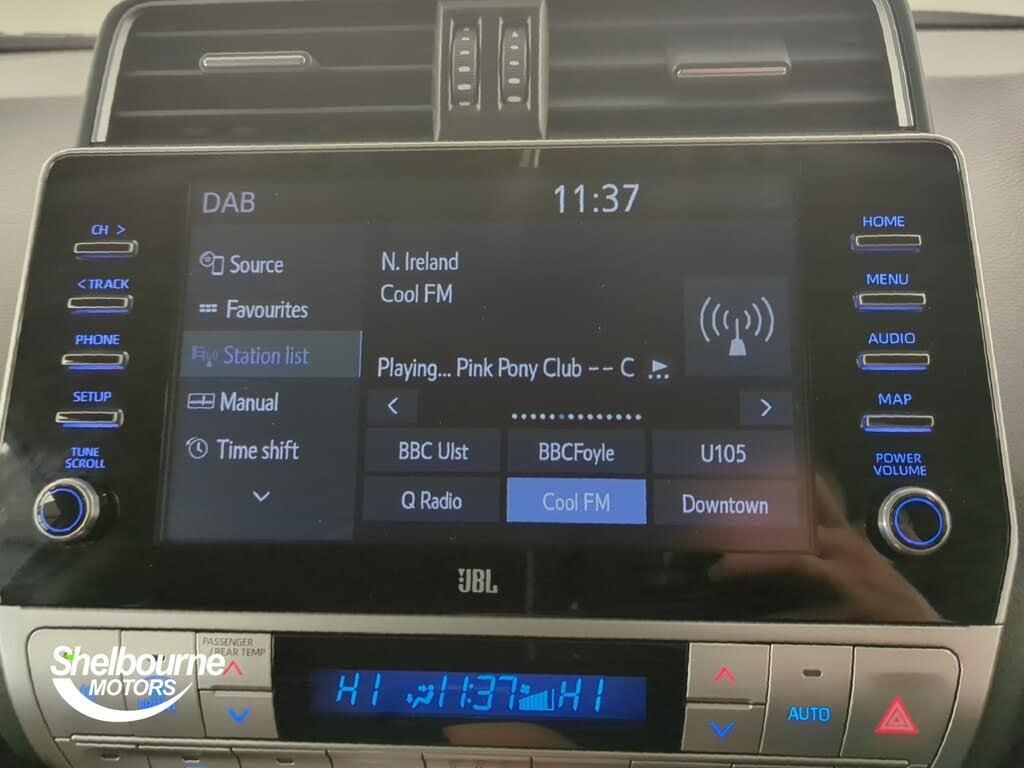 DAB 11:37
CH >
< TRACK
PHONE
SETUP
TUNE
SCROLL
Source
Favourites
Station list
Manual
Time shift
N. Ireland
Cool FM
Playing... Pink Pony Club -- C
BBC Ulst BBCFoyle U105
Q Radio Cool FM Downtown
HOME
MENU
AUDIO
MAP
POWER
VOLUME
JBL
PASSENGER
/REAR TEMP
HI 11:37 HI
AUTO
Shelbourne
MOTORS